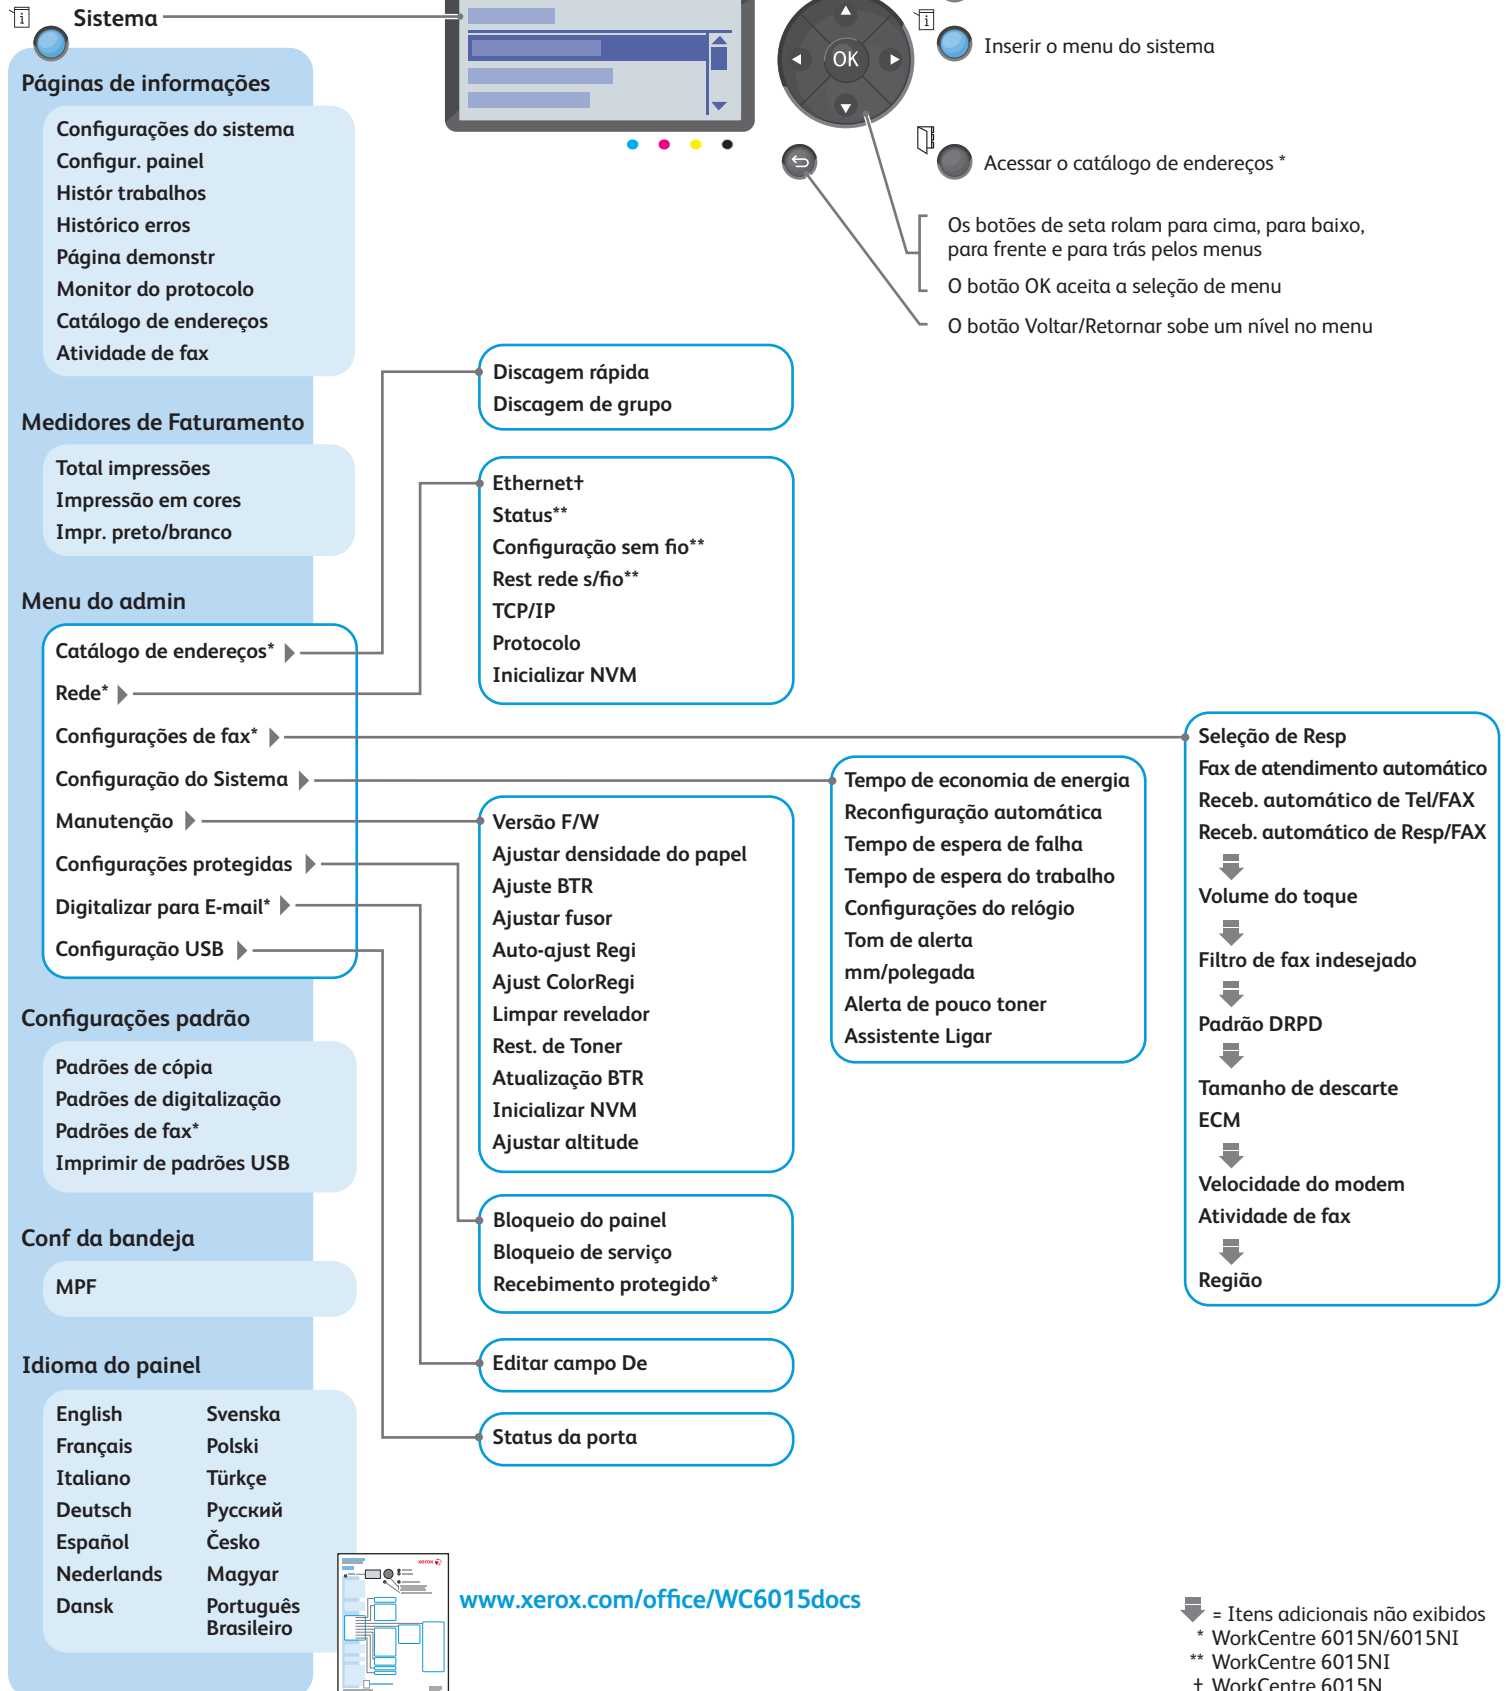 Sistema
OK
Inserir o menu do sistema
Acessar o catálogo de endereços *
Os botões de seta rolam para cima, para baixo,
para frente e para trás pelos menus
O botão OK aceita a seleção de menu
O botão Voltar/Retornar sobe um nível no menu
Páginas de informações
Configurações do sistema
Configur. painel
Histór trabalhos
Histórico erros
Página demonstr
Monitor do protocolo
Catálogo de endereços
Atividade de fax
Medidores de Faturamento
Total impressões
Impressão em cores
Impr. preto/branco
Menu do admin
Catálogo de endereços*
Rede*
Configurações de fax*
Configuração do Sistema
Manutenção
Configurações protegidas
Digitalizar para E-mail*
Configuração USB
Configurações padrão
Padrões de cópia
Padrões de digitalização
Padrões de fax*
Imprimir de padrões USB
Conf da bandeja
MPF
Idioma do painel
English
Français
Italiano
Deutsch
Español
Nederlands
Dansk
Svenska
Polski
Türkçe
Русский
Česko
Magyar
Português
Brasileiro
Discagem rápida
Discagem de grupo
Ethernet†
Status**
Configuração sem fio**
Rest rede s/fio**
TCP/IP
Protocolo
Inicializar NVM
Versão F/W
Ajustar densidade do papel
Ajuste BTR
Ajustar fusor
Auto-ajust Regi
Ajust ColorRegi
Limpar revelador
Rest. de Toner
Atualização BTR
Inicializar NVM
Ajustar altitude
Bloqueio do painel
Bloqueio de serviço
Recebimento protegido*
Editar campo De
Status da porta
Tempo de economia de energia
Reconfiguração automática
Tempo de espera de falha
Tempo de espera do trabalho
Configurações do relógio
Tom de alerta
mm/polegada
Alerta de pouco toner
Assistente Ligar
Seleção de Resp
Fax de atendimento automático
Receb. automático de Tel/FAX
Receb. automático de Resp/FAX
Volume do toque
Filtro de fax indesejado
Padrão DRPD
Tamanho de descarte
ECM
Velocidade do modem
Atividade de fax
Região
xerox
www.xerox.com/office/WC6015docs
= Itens adicionais não exibidos
* WorkCentre 6015N/6015NI
** WorkCentre 6015NI
† WorkCentre 6015N